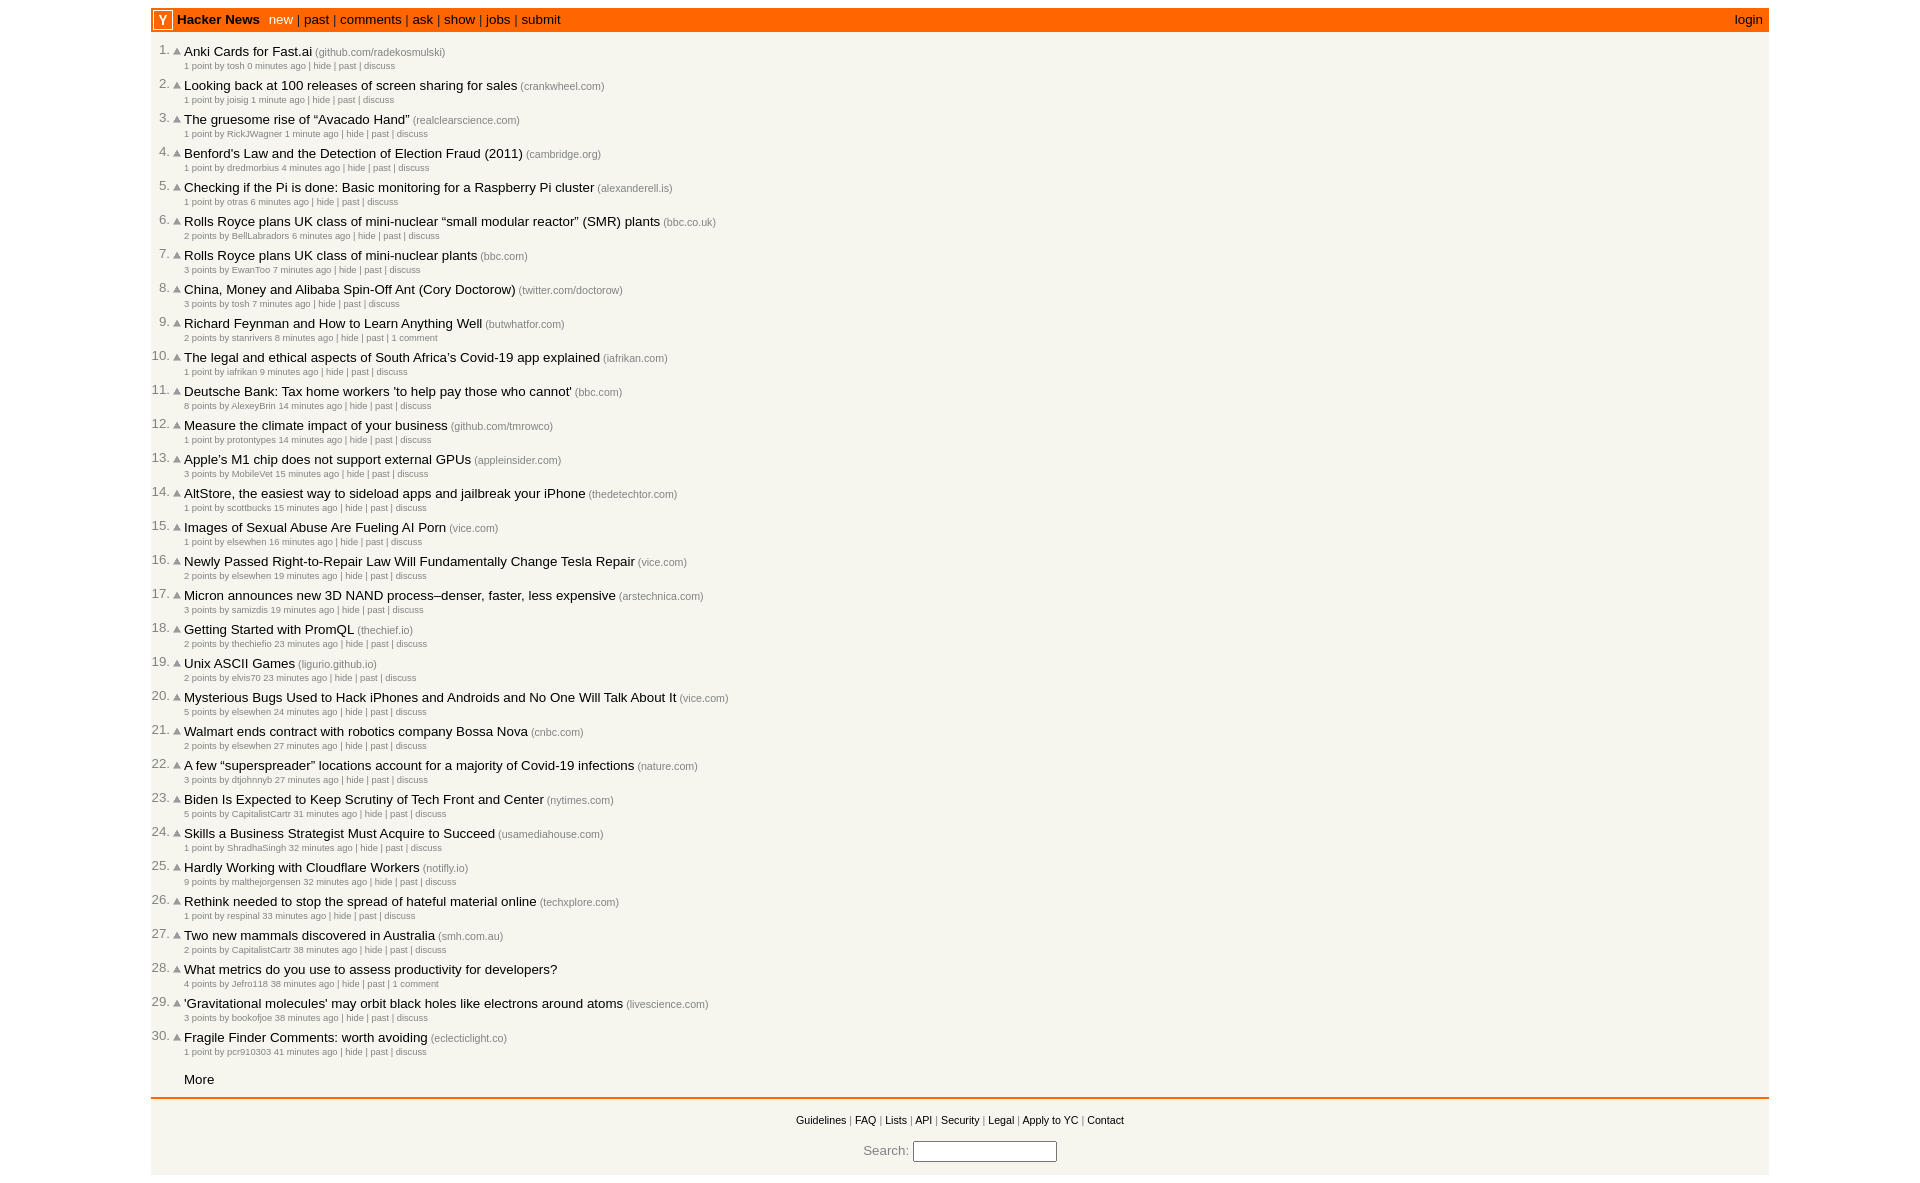 Y Hacker News new | past | comments | ask | show | jobs | submit login
1. Anki Cards for Fast.ai (github.com/radekosmulski)
1 point by tosh 0 minutes ago | hide | past | discuss
2. Looking back at 100 releases of screen sharing for sales (crankwheel.com)
1 point by joisig 1 minute ago | hide | past | discuss
3. The gruesome rise of “Avacado Hand” (realclearscience.com)
1 point by RickJWagner 1 minute ago | hide | past | discuss
4. Benford's Law and the Detection of Election Fraud (2011) (cambridge.org)
1 point by dredmorbius 4 minutes ago | hide | past | discuss
5. Checking if the Pi is done: Basic monitoring for a Raspberry Pi cluster (alexanderell.is)
1 point by otras 6 minutes ago | hide | past | discuss
6. Rolls Royce plans UK class of mini-nuclear “small modular reactor” (SMR) plants (bbc.co.uk)
2 points by BellLabradors 6 minutes ago | hide | past | discuss
7. Rolls Royce plans UK class of mini-nuclear plants (bbc.com)
3 points by EwanToo 7 minutes ago | hide | past | discuss
8. China, Money and Alibaba Spin-Off Ant (Cory Doctorow) (twitter.com/doctorow)
3 points by tosh 7 minutes ago | hide | past | discuss
9. Richard Feynman and How to Learn Anything Well (butwhatfor.com)
2 points by stanrivers 8 minutes ago | hide | past | 1 comment
10. The legal and ethical aspects of South Africa’s Covid-19 app explained (iafrikan.com)
1 point by iafrikan 9 minutes ago | hide | past | discuss
11. Deutsche Bank: Tax home workers 'to help pay those who cannot' (bbc.com)
8 points by AlexeyBrin 14 minutes ago | hide | past | discuss
12. Measure the climate impact of your business (github.com/tmrowco)
1 point by protontypes 14 minutes ago | hide | past | discuss
13. Apple’s M1 chip does not support external GPUs (appleinsider.com)
3 points by MobileVet 15 minutes ago | hide | past | discuss
14. AltStore, the easiest way to sideload apps and jailbreak your iPhone (thedetechtor.com)
1 point by scottbucks 15 minutes ago | hide | past | discuss
15. Images of Sexual Abuse Are Fueling AI Porn (vice.com)
1 point by elsewhen 16 minutes ago | hide | past | discuss
16. Newly Passed Right-to-Repair Law Will Fundamentally Change Tesla Repair (vice.com)
2 points by elsewhen 19 minutes ago | hide | past | discuss
17. Micron announces new 3D NAND process–denser, faster, less expensive (arstechnica.com)
3 points by samizdis 19 minutes ago | hide | past | discuss
18. Getting Started with PromQL (thechief.io)
2 points by thechiefio 23 minutes ago | hide | past | discuss
19. Unix ASCII Games (ligurio.github.io)
2 points by elvis70 23 minutes ago | hide | past | discuss
20. Mysterious Bugs Used to Hack iPhones and Androids and No One Will Talk About It (vice.com)
5 points by elsewhen 24 minutes ago | hide | past | discuss
21. Walmart ends contract with robotics company Bossa Nova (cnbc.com)
2 points by elsewhen 27 minutes ago | hide | past | discuss
22. A few “superspreader” locations account for a majority of Covid-19 infections (nature.com)
3 points by dtjohnnyb 27 minutes ago | hide | past | discuss
23. Biden Is Expected to Keep Scrutiny of Tech Front and Center (nytimes.com)
5 points by CapitalistCartr 31 minutes ago | hide | past | discuss
24. Skills a Business Strategist Must Acquire to Succeed (usamediahouse.com)
1 point by ShradhaSingh 32 minutes ago | hide | past | discuss
25. Hardly Working with Cloudflare Workers (notifly.io)
9 points by malthejorgensen 32 minutes ago | hide | past | discuss
26. Rethink needed to stop the spread of hateful material online (techxplore.com)
1 point by respinal 33 minutes ago | hide | past | discuss
27. Two new mammals discovered in Australia (smh.com.au)
2 points by CapitalistCartr 38 minutes ago | hide | past | discuss
28. What metrics do you use to assess productivity for developers?
4 points by Jefro118 38 minutes ago | hide | past | 1 comment
29. 'Gravitational molecules' may orbit black holes like electrons around atoms (livescience.com)
3 points by bookofjoe 38 minutes ago | hide | past | discuss
30. Fragile Finder Comments: worth avoiding (eclecticlight.co)
1 point by pcr910303 41 minutes ago | hide | past | discuss
More
Guidelines | FAQ | Lists | API | Security | Legal | Apply to YC | Contact
Search: